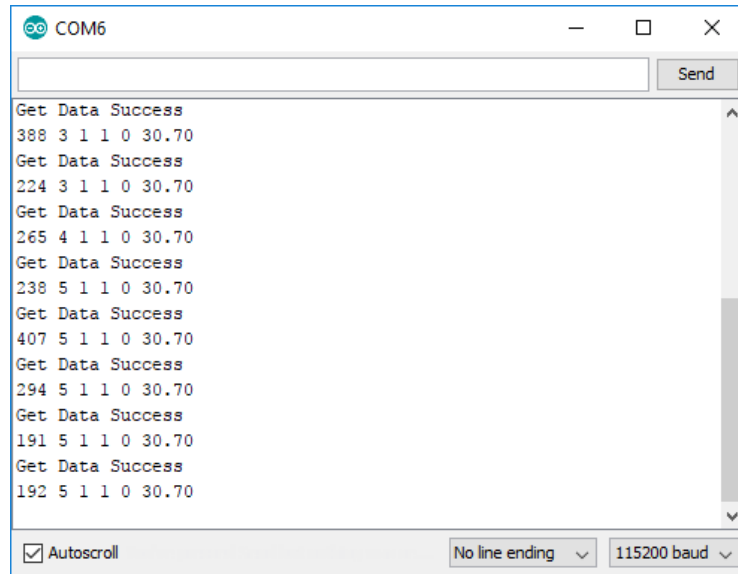 COM6
Send
Get Data Success
388 3 1 1 0 30.70
Get Data Success
224 3 1 1 0 30.70
Get Data Success
265 4 1 1 0 30.70
Get Data Success
238 5 1 1 0 30.70
Get Data Success
407 5 1 1 0 30.70
Get Data Success
294 5 1 1 0 30.70
Get Data Success
191 5 1 1 0 30.70
Get Data Success
192 5 1 1 0 30.70
Autoscroll No line ending 115200 baud